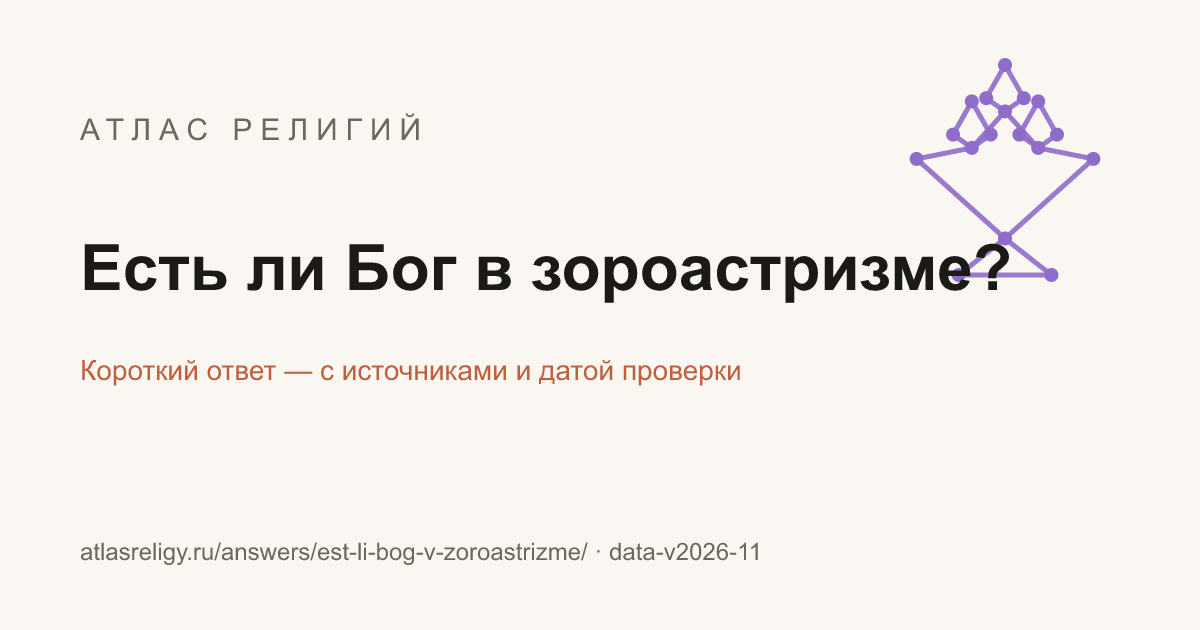 АТЛАС РЕЛИГИЙ
Есть ли Бог в зороастризме?
Короткий ответ — с источниками и датой проверки
atlasreligy.ru/answers/est-li-bog-v-zoroastrizme/ · data-v2026-11